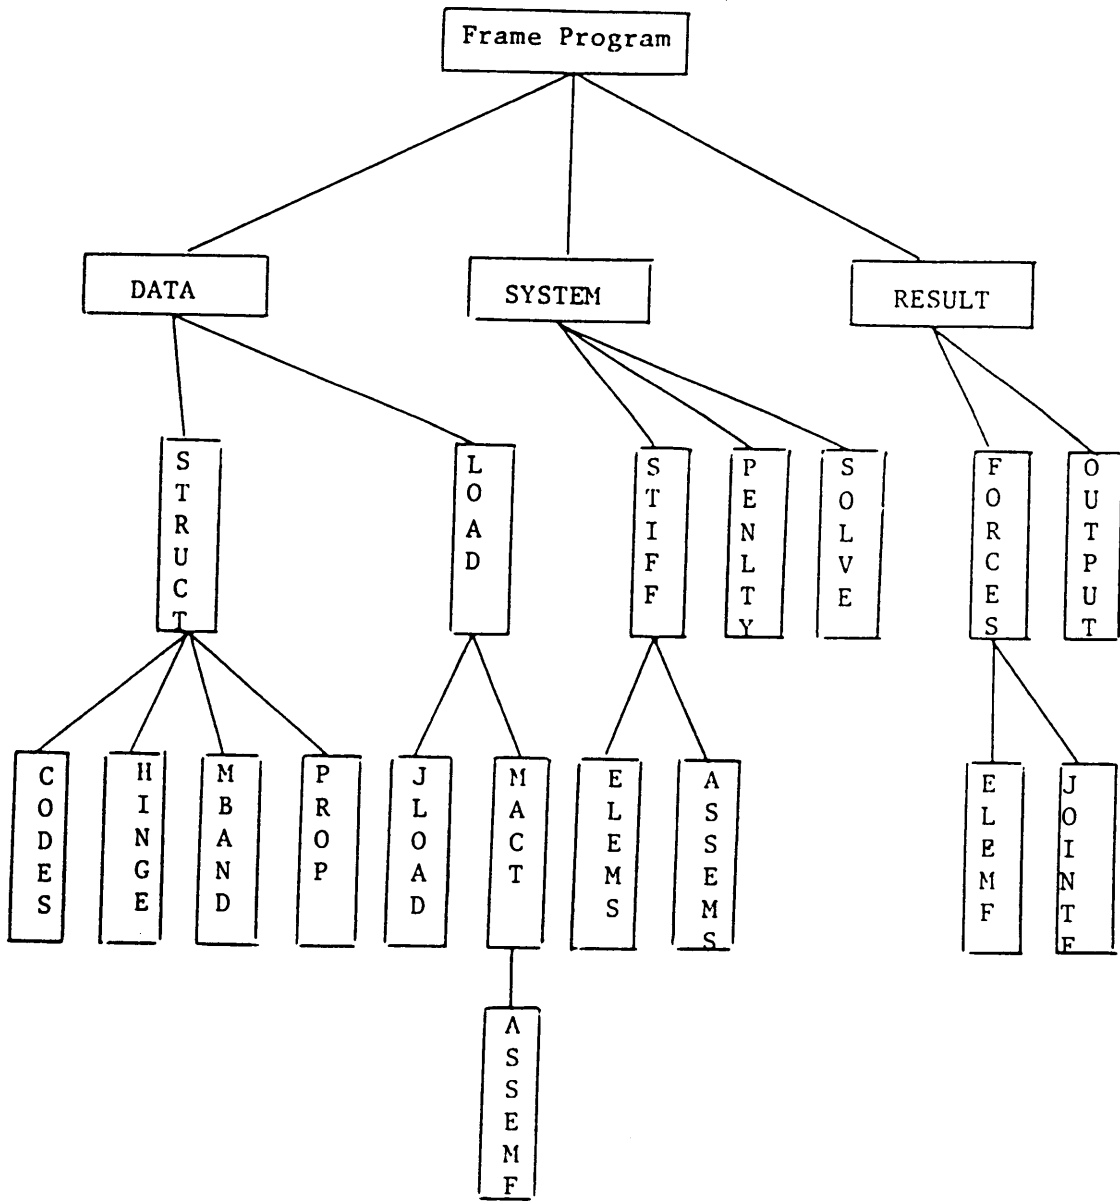 Frame Program
DATA
SYSTEM
RESULT
STRUCT
LOAD
STIFF
PENLTY
SOLVE
FORCES
OUTPUT
CODES
HINGE
MBAND
PROP
JLOAD
MACT
ELEMS
ASSEMS
ELEMF
JOINTF
ASSEMF